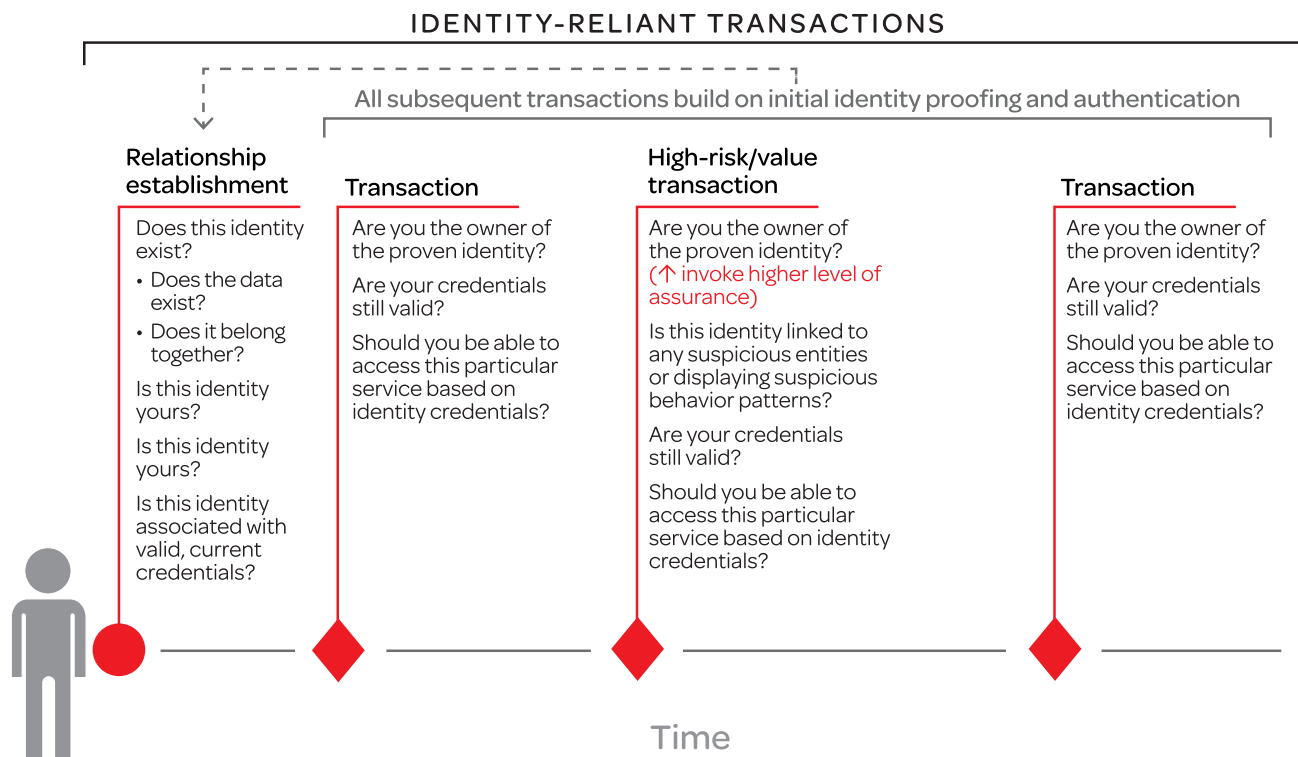 IDENTITY-RELIANT TRANSACTIONS
All subsequent transactions build on initial identity proofing and authentication
Relationship
establishment
Does this identity
exist?
• Does the data
exist?
• Does it belong
together?
Is this identity
yours?
Is this identity
yours?
Is this identity
associated with
valid, current
credentials?
Transaction
Are you the owner of
the proven identity?
Are your credentials
still valid?
Should you be able to
access this particular
service based on
identity credentials?
High-risk/value
transaction
Are you the owner of
the proven identity?
(↑ invoke higher level of
assurance)
Is this identity linked to
any suspicious entities
or displaying suspicious
behavior patterns?
Are your credentials
still valid?
Should you be able to
access this particular
service based on identity
credentials?
Transaction
Are you the owner of
the proven identity?
Are your credentials
still valid?
Should you be able to
access this particular
service based on
identity credentials?
Time